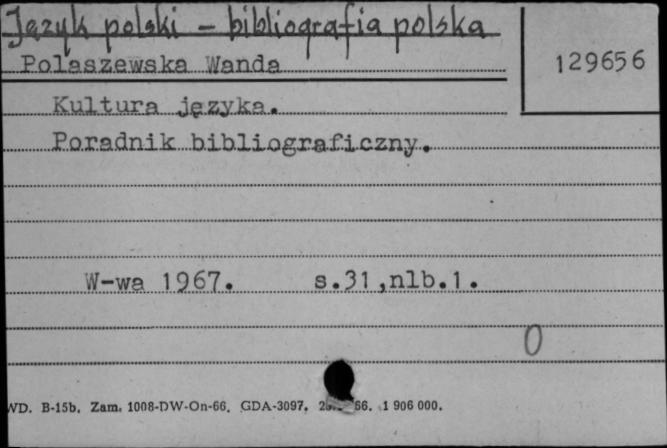 Język polski – bibliografia polska
Polaszewska Wanda
129656
Kultura języka.
Poradnik bibliograficzny.
W-wa 1967. s.31,nlb.1.
0
WD. B-15b. Zam. 1008-DW-On-66. GDA-3097. 66. 1 906 000.